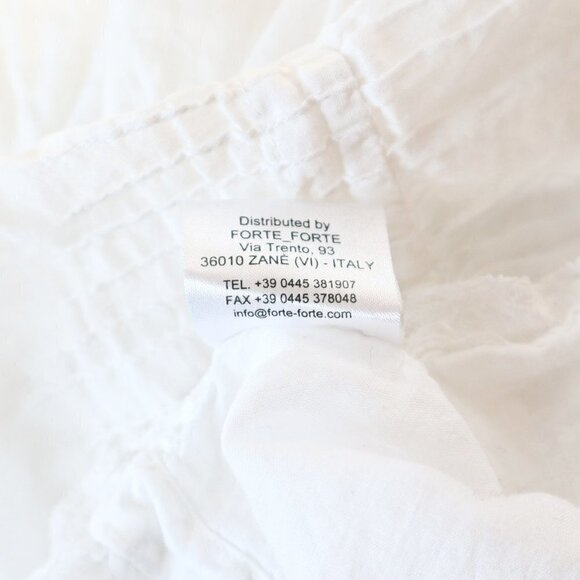 Distributed by
FORTE_FORTE
Via Trento, 93
36010 ZANÈ (VI) - ITALY
TEL. +39 0445 381907
FAX +39 0445 378048
info@forte-forte.com